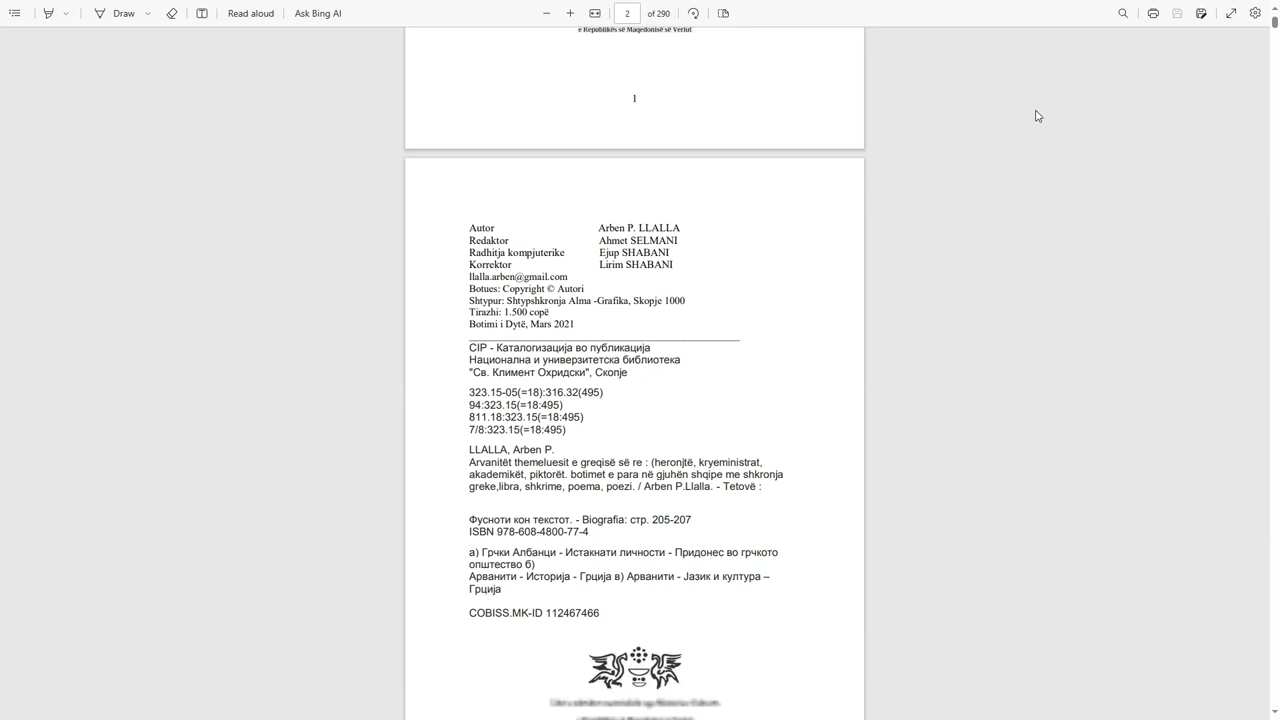 Draw
Read aloud
Ask Bing AI
2
of 290
e Republikës së Maqedonisë së Veriut
1
Autor Arben P. LLALLA
Redaktor Ahmet SELMANI
Radhitja kompjuterike Ejup SHABANI
Korrektor Lirim SHABANI
llalla.arben@gmail.com
Botues: Copyright © Autori
Shtypur: Shtypshkronja Alma -Grafika, Skopje 1000
Tirazhi: 1.500 copë
Botimi i Dytë, Mars 2021
CIP - Каталогизација во публикација
Национална и универзитетска библиотека
"Св. Климент Охридски", Скопје
323.15-05(=18):316.32(495)
94:323.15(=18:495)
811.18:323.15(=18:495)
7/8:323.15(=18:495)
LLALLA, Arben P.
Arvanitët themeluesit e greqisë së re : (heronjtë, kryeministrat,
akademikët, piktorët. botimet e para në gjuhën shqipe me shkronja
greke,libra, shkrime, poema, poezi. / Arben P.Llalla. - Tetovë :
Фусноти кон текстот. - Biografia: стр. 205-207
ISBN 978-608-4800-77-4
а) Грчки Албанци - Истакнати личности - Придонес во грчкото
општество б)
Арванити - Историја - Грција в) Арванити - Јазик и култура –
Грција
COBISS.MK-ID 112467466